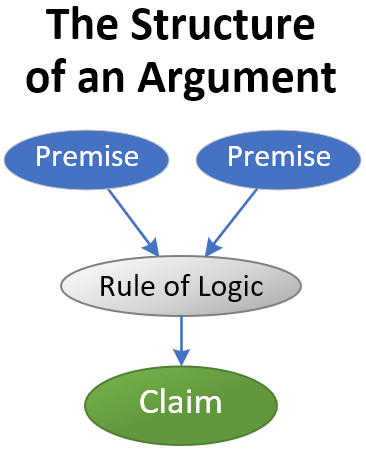 The Structure
of an Argument
Premise
Premise
Rule of Logic
Claim